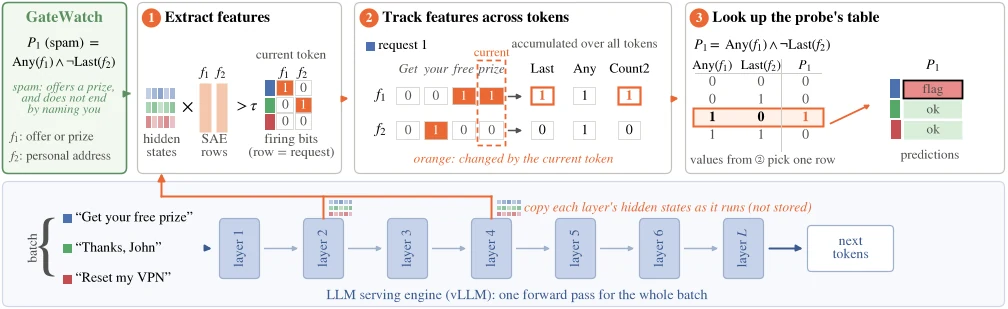 GateWatch
P₁ (spam) =
Any(f₁) ∧ ¬Last(f₂)
spam: offers a prize,
and does not end
by naming you
f₁: offer or prize
f₂: personal address
1 Extract features
current token
f₁ f₂
f₁ f₂
1 0
0 1
0 0
× > τ
hidden
states
SAE
rows
firing bits
(row = request)
2 Track features across tokens
request 1
accumulated over all tokens
current
Get your free prize Last Any Count2
f₁ 0 0 1 1 1 1 1
f₂ 0 1 0 0 0 1 0
orange: changed by the current token
3 Look up the probe's table
P₁ = Any(f₁) ∧ ¬Last(f₂)
Any(f₁) Last(f₂) P₁
0 0 0
0 1 0
1 0 1
1 1 0
values from ② pick one row
P₁
flag
ok
ok
predictions
batch
“Get your free prize”
“Thanks, John”
“Reset my VPN”
copy each layer's hidden states as it runs (not stored)
layer 1
layer 2
layer 3
layer 4
layer 5
layer 6
layer L
next
tokens
LLM serving engine (vLLM): one forward pass for the whole batch